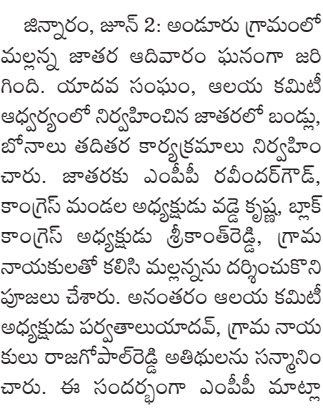 జిన్నారం, జూన్ 2: అండూరు గ్రామంలో
మల్లన్న జాతర ఆదివారం ఘనంగా జరి
గింది. యాదవ సంఘం, ఆలయ కమిటీ
ఆధ్వర్యంలో నిర్వహించిన జాతరలో బండ్లు,
బోనాలు తదితర కార్యక్రమాలు నిర్వహిం
చారు. జాతరకు ఎంపీపీ రవీందర్‌గౌడ్,
కాంగ్రెస్ మండల అధ్యక్షుడు వడ్డె కృష్ణ, బ్లాక్
కాంగ్రెస్ అధ్యక్షుడు శ్రీకాంత్‌రెడ్డి, గ్రామ
నాయకులతో కలిసి మల్లన్నను దర్శించుకొని
పూజలు చేశారు. అనంతరం ఆలయ కమిటీ
అధ్యక్షుడు పర్వతాలుయాదవ్, గ్రామ నాయ
కులు రాజగోపాల్‌రెడ్డి అతిథులను సన్మానిం
చారు. ఈ సందర్భంగా ఎంపీపీ మాట్లా